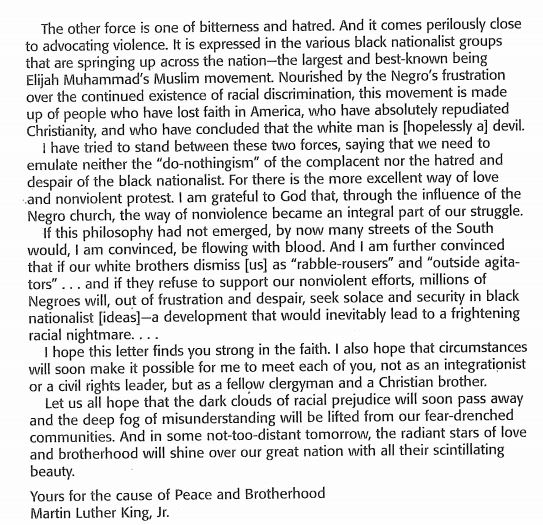 The other force is one of bitterness and hatred. And it comes perilously close
to advocating violence. It is expressed in the various black nationalist groups
that are springing up across the nation—the largest and best-known being
Elijah Muhammad's Muslim movement. Nourished by the Negro's frustration
over the continued existence of racial discrimination, this movement is made
up of people who have lost faith in America, who have absolutely repudiated
Christianity, and who have concluded that the white man is [hopelessly a] devil.
I have tried to stand between these two forces, saying that we need to
emulate neither the "do-nothingism" of the complacent nor the hatred and
despair of the black nationalist. For there is the more excellent way of love
and nonviolent protest. I am grateful to God that, through the influence of the
Negro church, the way of nonviolence became an integral part of our struggle.
If this philosophy had not emerged, by now many streets of the South
would, I am convinced, be flowing with blood. And I am further convinced
that if our white brothers dismiss [us] as "rabble-rousers" and "outside agita-
tors" . . . and if they refuse to support our nonviolent efforts, millions of
Negroes will, out of frustration and despair, seek solace and security in black
nationalist [ideas]—a development that would inevitably lead to a frightening
racial nightmare. . . .
I hope this letter finds you strong in the faith. I also hope that circumstances
will soon make it possible for me to meet each of you, not as an integrationist
or a civil rights leader, but as a fellow clergyman and a Christian brother.
Let us all hope that the dark clouds of racial prejudice will soon pass away
and the deep fog of misunderstanding will be lifted from our fear-drenched
communities. And in some not-too-distant tomorrow, the radiant stars of love
and brotherhood will shine over our great nation with all their scintillating
beauty.
Yours for the cause of Peace and Brotherhood
Martin Luther King, Jr.